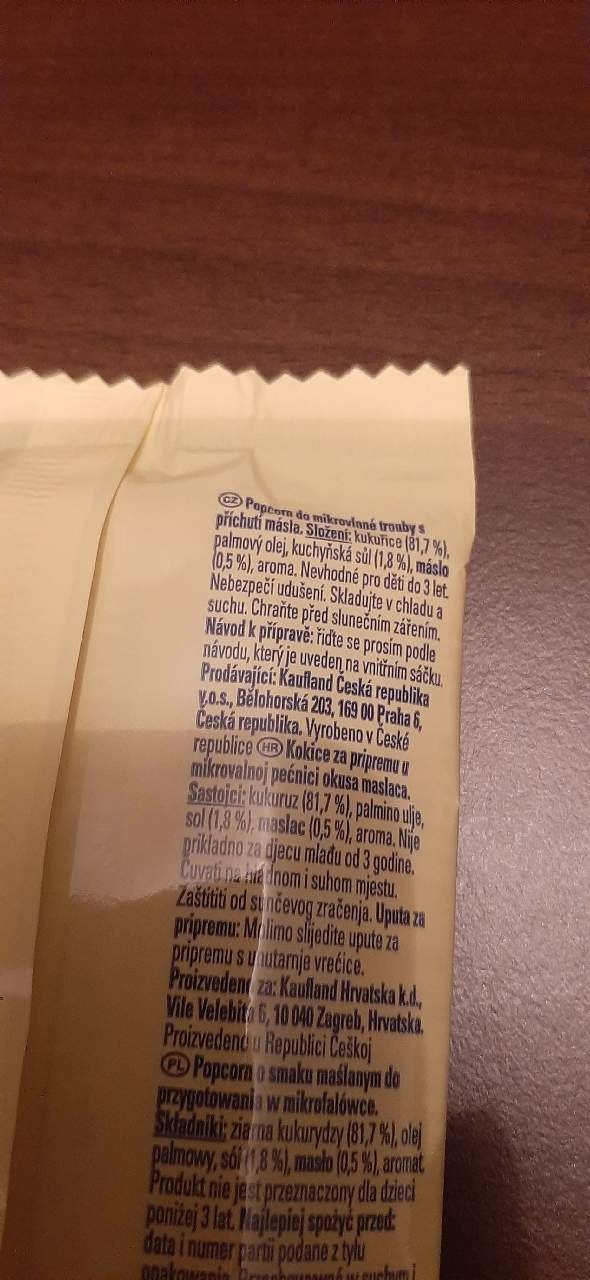 CZ Popcorn do mikrovlnné trouby s
příchutí másla. Složení: kukuřice (81,7 %),
palmový olej, kuchyňská sůl (1,8 %), máslo
(0,5 %), aroma. Nevhodné pro děti do 3 let.
Nebezpečí udušení. Skladujte v chladu a
suchu. Chraňte před slunečním zářením.
Návod k přípravě: řiďte se prosím podle
návodu, který je uveden na vnitřním sáčku.
Prodávající: Kaufland Česká republika
v.o.s., Bělohorská 203, 169 00 Praha 6,
Česká republika. Vyrobeno v České
republice HR Kokice za pripremu u
mikrovalnoj pećnici okusa maslaca.
Sastojci: kukuruz (81,7 %), palmino ulje,
sol (1,8 %), maslac (0,5 %), aroma. Nije
prikladno za djecu mlađu od 3 godine.
Čuvati na hladnom i suhom mjestu.
Zaštititi od sunčevog zračenja. Uputa za
pripremu: Molimo slijedite upute za
pripremu s unutarnje vrećice.
Proizvedeno za: Kaufland Hrvatska k.d.,
Vile Velebita 6, 10 040 Zagreb, Hrvatska.
Proizvedeno u Republici Češkoj
PL Popcorn o smaku maślanym do
przygotowania w mikrofalówce.
Składniki: ziarna kukurydzy (81,7 %), olej
palmowy, sól (1,8 %), masło (0,5 %), aromat.
Produkt nie jest przeznaczony dla dzieci
poniżej 3 lat. Najlepiej spożyć przed:
data i numer partii podane z tyłu